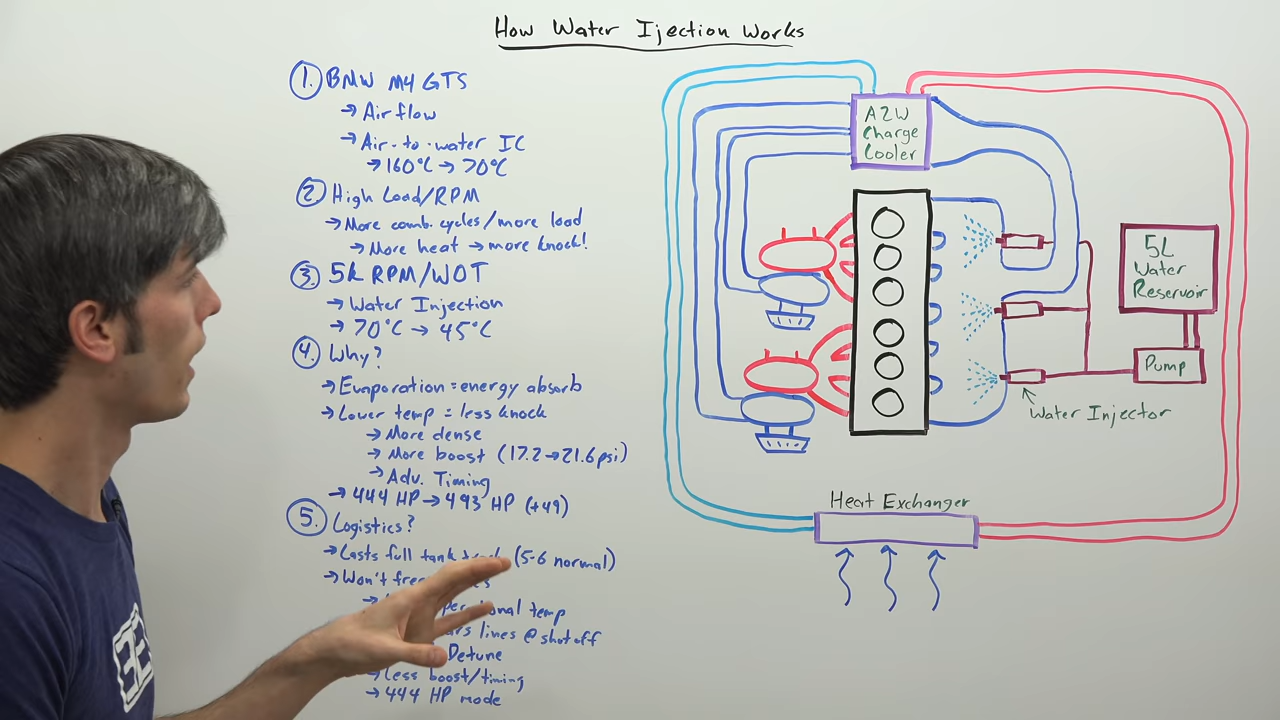 How Water Injection Works
1. BMW M4 GTS
→ Airflow
→ Air-to-water IC
→ 160°C → 70°C
2. High Load/RPM
→ More comb. cycles/more load
→ More heat → more knock!
3. 5k RPM/WOT
→ Water Injection
→ 70°C → 45°C
4. Why?
→ Evaporation = energy absorb
→ Lower temp = less knock
→ More dense
→ More boost (17.2→21.6psi)
→ Adv. Timing
→ 444 HP → 493 HP (+49)
5. Logistics?
→ Lasts full tank (5-6 normal)
→ Won't
temp
lines @ shutoff
Detune
→ Less boost/timing
→ 444 HP mode
A2W
Charge
Cooler
5L
Water
Reservoir
Pump
Water Injector
Heat Exchanger